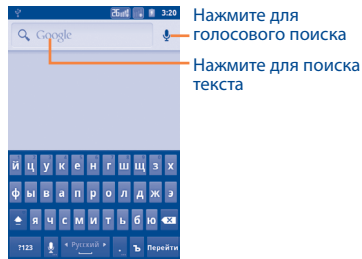 3:20
Google
Нажмите для
голосового поиска
Нажмите для поиска
текста
й ц у к е н г ш щ з х
ф ы в а п р о л д ж э
я ч с м и т ь б ю
?123 Русский . ъ Перейти